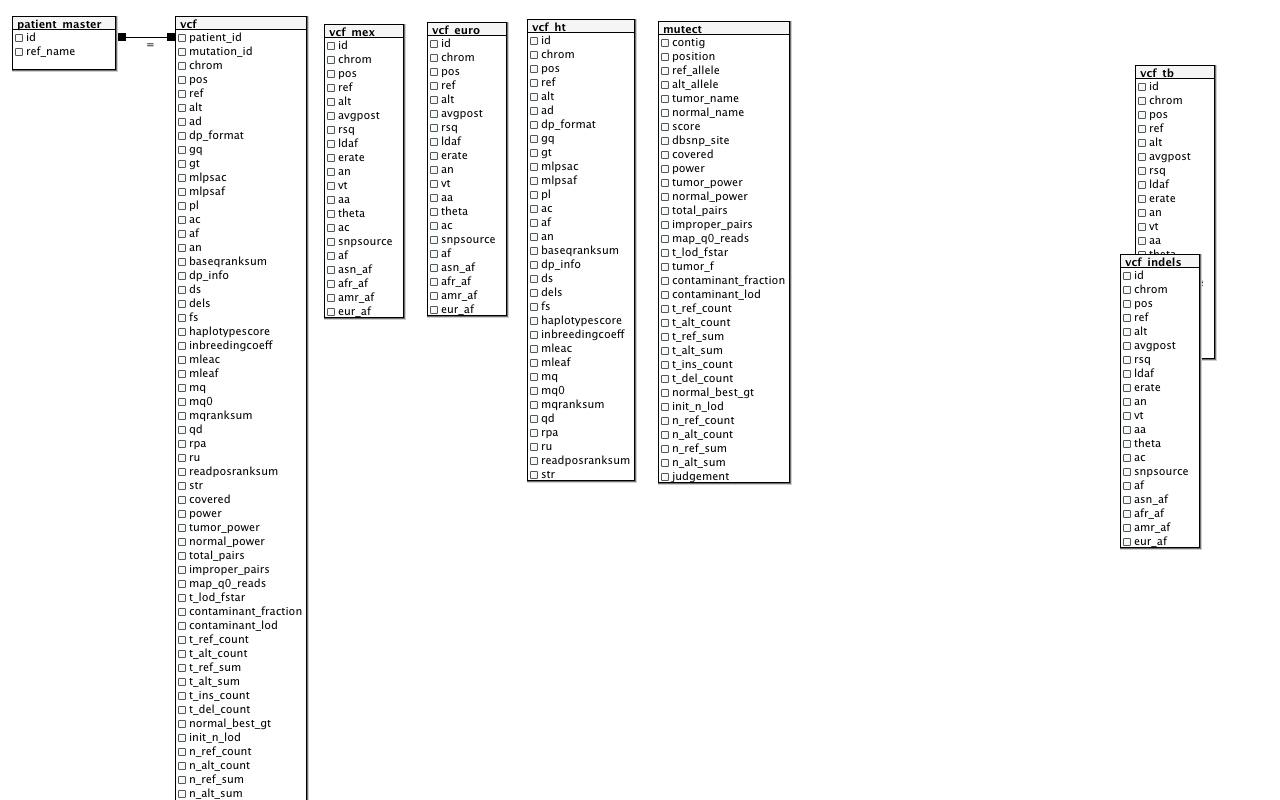 patient_master
id
ref_name
=
vcf
patient_id
mutation_id
chrom
pos
ref
alt
ad
dp_format
gq
gt
mlpsac
mlpsaf
pl
ac
af
an
baseqranksum
dp_info
ds
dels
fs
haplotypescore
inbreedingcoeff
mleac
mleaf
mq
mq0
mqranksum
qd
rpa
ru
readposranksum
str
covered
power
tumor_power
normal_power
total_pairs
improper_pairs
map_q0_reads
t_lod_fstar
contaminant_fraction
contaminant_lod
t_ref_count
t_alt_count
t_ref_sum
t_alt_sum
t_ins_count
t_del_count
normal_best_gt
init_n_lod
n_ref_count
n_alt_count
n_ref_sum
n_alt_sum
vcf_mex
id
chrom
pos
ref
alt
avgpost
rsq
ldaf
erate
an
vt
aa
theta
ac
snpsource
af
asn_af
afr_af
amr_af
eur_af
vcf_euro
id
chrom
pos
ref
alt
avgpost
rsq
ldaf
erate
an
vt
aa
theta
ac
snpsource
af
asn_af
afr_af
amr_af
eur_af
vcf_ht
id
chrom
pos
ref
alt
ad
dp_format
gq
gt
mlpsac
mlpsaf
pl
ac
af
an
baseqranksum
dp_info
ds
dels
fs
haplotypescore
inbreedingcoeff
mleac
mleaf
mq
mq0
mqranksum
qd
rpa
ru
readposranksum
str
mutect
contig
position
ref_allele
alt_allele
tumor_name
normal_name
score
dbsnp_site
covered
power
tumor_power
normal_power
total_pairs
improper_pairs
map_q0_reads
t_lod_fstar
tumor_f
contaminant_fraction
contaminant_lod
t_ref_count
t_alt_count
t_ref_sum
t_alt_sum
t_ins_count
t_del_count
normal_best_gt
init_n_lod
n_ref_count
n_alt_count
n_ref_sum
n_alt_sum
judgement
vcf_tb
id
chrom
pos
ref
alt
avgpost
rsq
ldaf
erate
an
vt
aa
theta
vcf_indels
id
chrom
pos
ref
alt
avgpost
rsq
ldaf
erate
an
vt
aa
theta
ac
snpsource
af
asn_af
afr_af
amr_af
eur_af